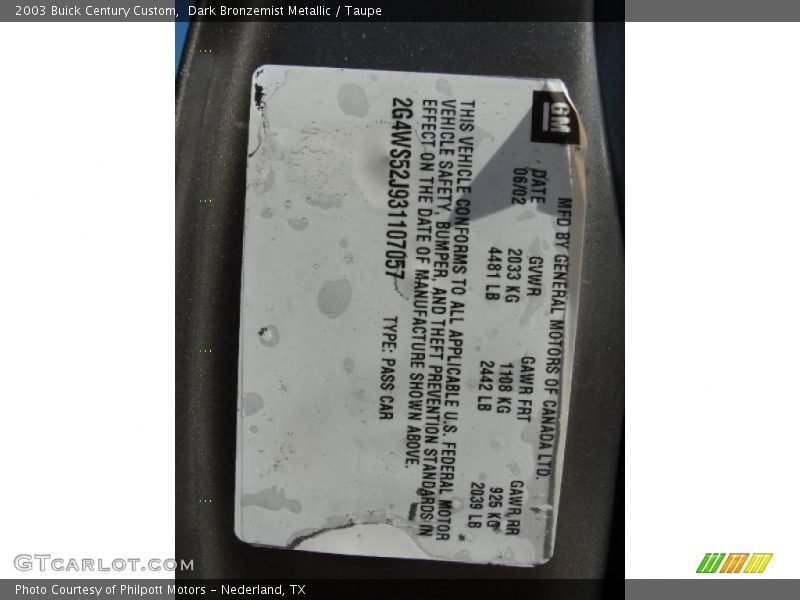 2003 Buick Century Custom, Dark Bronzemist Metallic / Taupe
GM
MFD BY GENERAL MOTORS OF CANADA LTD.
DATE GVWR GAWR FRT GAWR RR
06/02 2033 KG 1108 KG 925 KG
4481 LB 2442 LB 2039 LB
THIS VEHICLE CONFORMS TO ALL APPLICABLE U.S. FEDERAL MOTOR
VEHICLE SAFETY, BUMPER, AND THEFT PREVENTION STANDARDS IN
EFFECT ON THE DATE OF MANUFACTURE SHOWN ABOVE.
2G4WS52J931107057 TYPE: PASS CAR
GTCARLOT.COM
Photo Courtesy of Philpott Motors - Nederland, TX